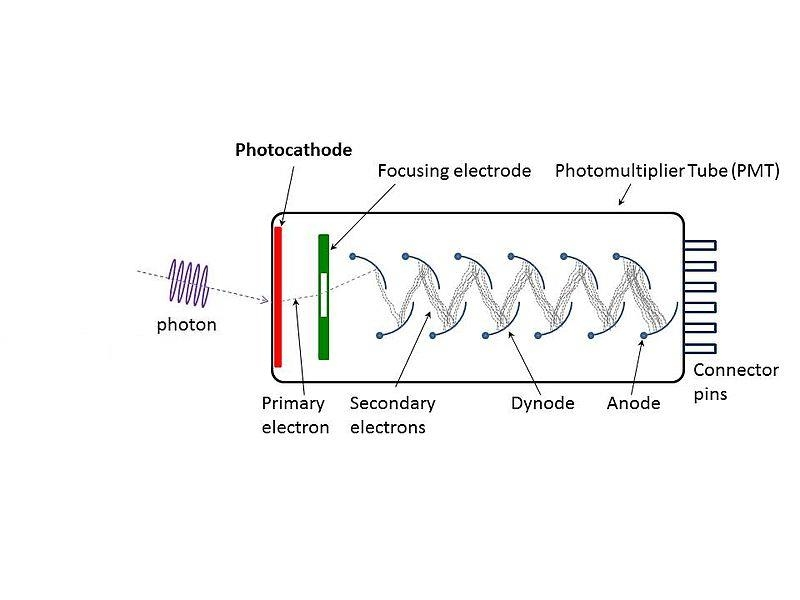 Photocathode
Focusing electrode
Photomultiplier Tube (PMT)
photon
Primary
electron
Secondary
electrons
Dynode
Anode
Connector
pins